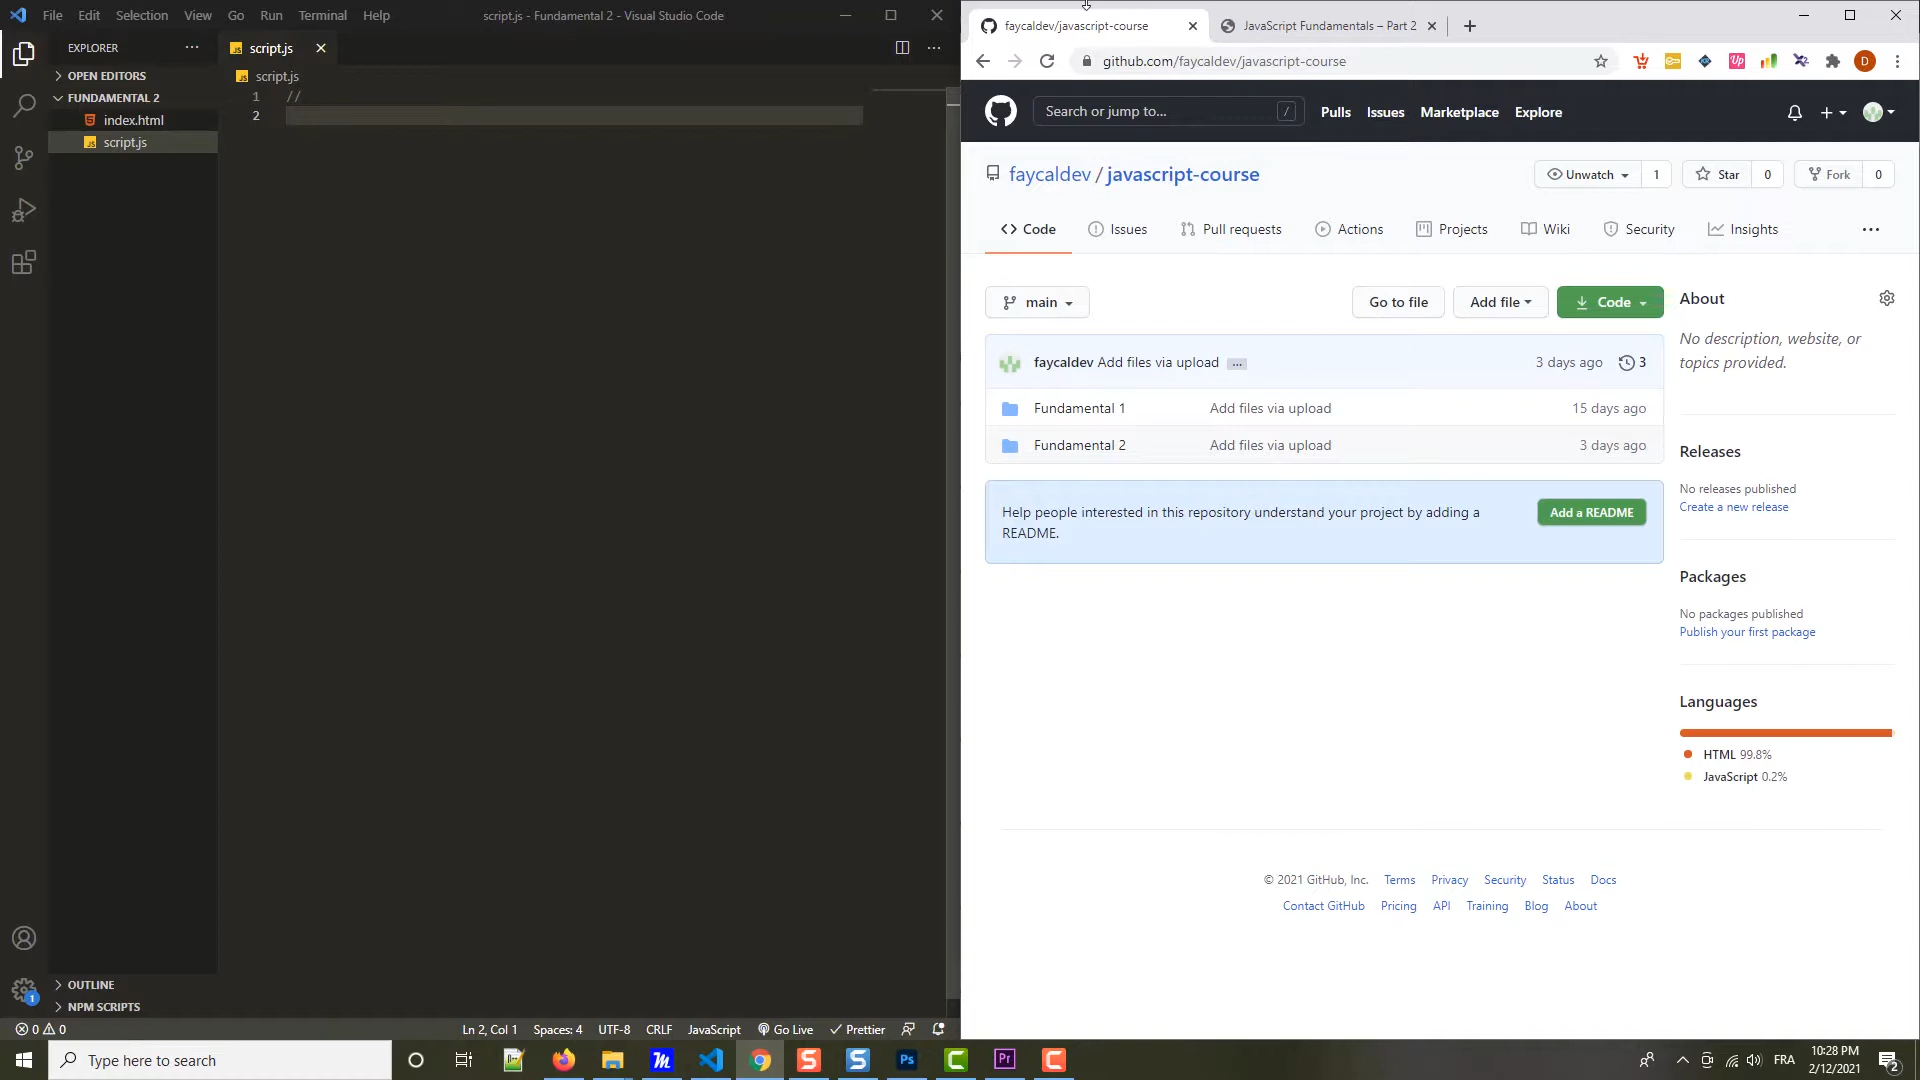 File Edit Selection View Go Run Terminal Help script.js - Fundamental 2 - Visual Studio Code
EXPLORER
script.js
OPEN EDITORS
script.js
FUNDAMENTAL 2
index.html
script.js
1 //
2
OUTLINE
NPM SCRIPTS
1
0 0 Ln 2, Col 1 Spaces: 4 UTF-8 CRLF JavaScript Go Live Prettier
faycaldev/javascript-course JavaScript Fundamentals – Part 2
github.com/faycaldev/javascript-course Up D
Search or jump to... / Pulls Issues Marketplace Explore
faycaldev / javascript-course Unwatch 1 Star 0 Fork 0
Code Issues Pull requests Actions Projects Wiki Security Insights ...
main Go to file Add file Code
faycaldev Add files via upload ... 3 days ago 3
Fundamental 1 Add files via upload 15 days ago
Fundamental 2 Add files via upload 3 days ago
Help people interested in this repository understand your project by adding a
README.
Add a README
About
No description, website, or
topics provided.
Releases
No releases published
Create a new release
Packages
No packages published
Publish your first package
Languages
HTML 99.8%
JavaScript 0.2%
© 2021 GitHub, Inc. Terms Privacy Security Status Docs
Contact GitHub Pricing API Training Blog About
Type here to search Ps Pr FRA
10:28 PM
2/12/2021
2